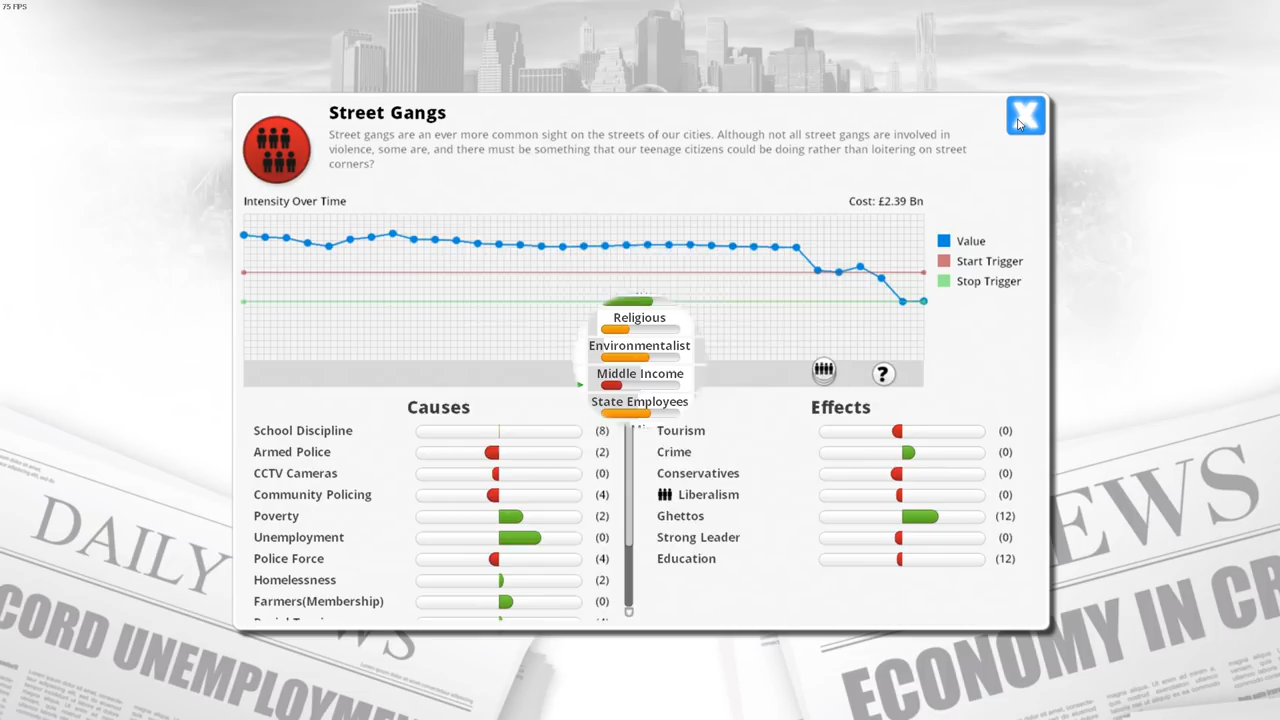 75 FPS
Street Gangs
Street gangs are an ever more common sight on the streets of our cities. Although not all street gangs are involved in
violence, some are, and there must be something that our teenage citizens could be doing rather than loitering on street
corners?
Intensity Over Time
Cost: £2.39 Bn
Value
Start Trigger
Stop Trigger
Religious
Environmentalist
Middle Income
State Employees
?
Causes
School Discipline (8)
Armed Police (2)
CCTV Cameras (0)
Community Policing (4)
Poverty (2)
Unemployment (0)
Police Force (4)
Homelessness (2)
Farmers(Membership) (0)
Effects
Tourism (0)
Crime (0)
Conservatives (0)
Liberalism (0)
Ghettos (12)
Strong Leader (0)
Education (12)
DAILY
NEWS
CORD UNEMPLOYME
EWS
ECONOMY IN CR